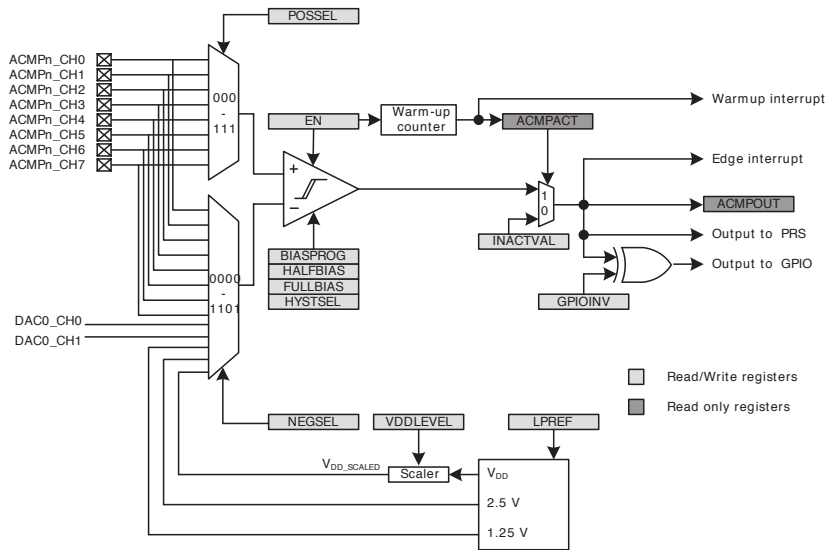 POSSEL
ACMPn_CH0
ACMPn_CH1
ACMPn_CH2
ACMPn_CH3
ACMPn_CH4
ACMPn_CH5
ACMPn_CH6
ACMPn_CH7
000
-
111
EN
Warm-up
counter
ACMPACT
Warmup interrupt
Edge interrupt
+
−
1
0
ACMPOUT
INACTVAL
Output to PRS
Output to GPIO
GPIOINV
BIASPROG
HALFBIAS
FULLBIAS
HYSTSEL
0000
-
1101
DAC0_CH0
DAC0_CH1
Read/Write registers
Read only registers
NEGSEL
VDDLEVEL
LPREF
VDD_SCALED
Scaler
VDD
2.5 V
1.25 V